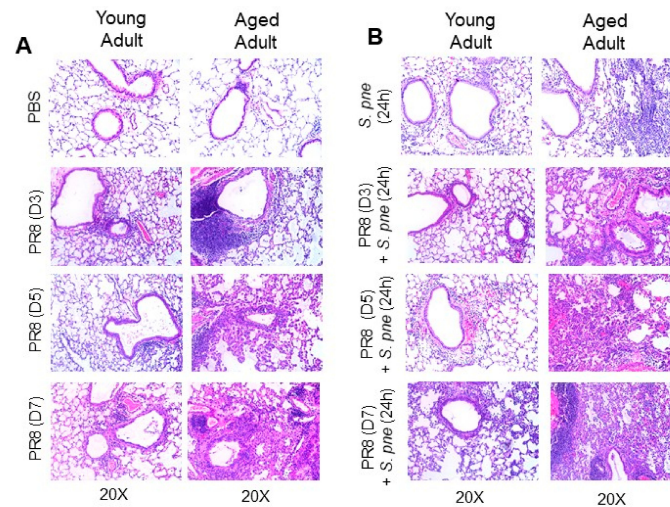 A
Young
Adult
Aged
Adult
PBS
PR8 (D3)
PR8 (D5)
PR8 (D7)
20X
20X
B
Young
Adult
Aged
Adult
S. pne
(24h)
PR8 (D3)
+ S. pne (24h)
PR8 (D5)
+ S. pne (24h)
PR8 (D7)
+ S. pne (24h)
20X
20X